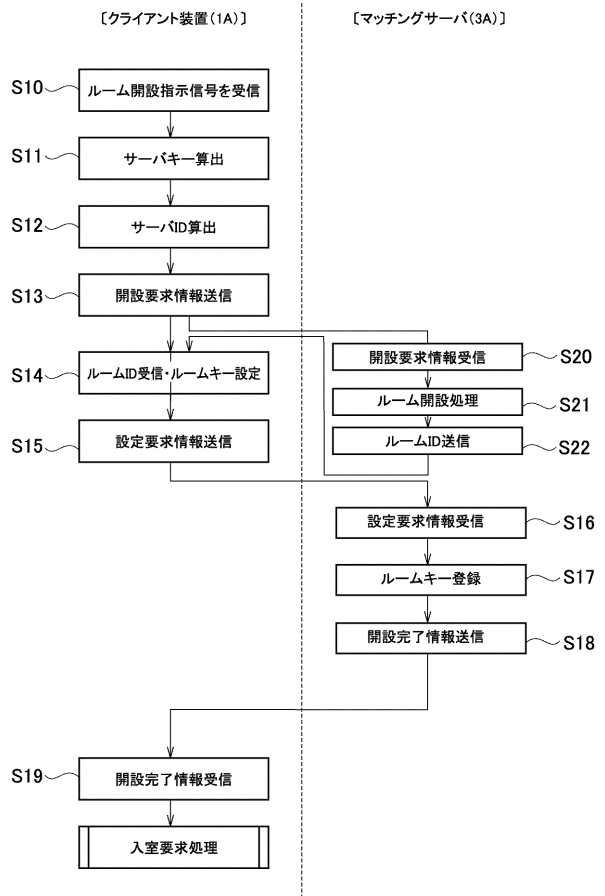 〔クライアント装置(1A)〕
〔マッチングサーバ(3A)〕
S10
ルーム開設指示信号を受信
S11
サーバキー算出
S12
サーバID算出
S13
開設要求情報送信
S14
ルームID受信・ルームキー設定
S15
設定要求情報送信
開設要求情報受信
S20
ルーム開設処理
S21
ルームID送信
S22
設定要求情報受信
S16
ルームキー登録
S17
開設完了情報送信
S18
S19
開設完了情報受信
入室要求処理